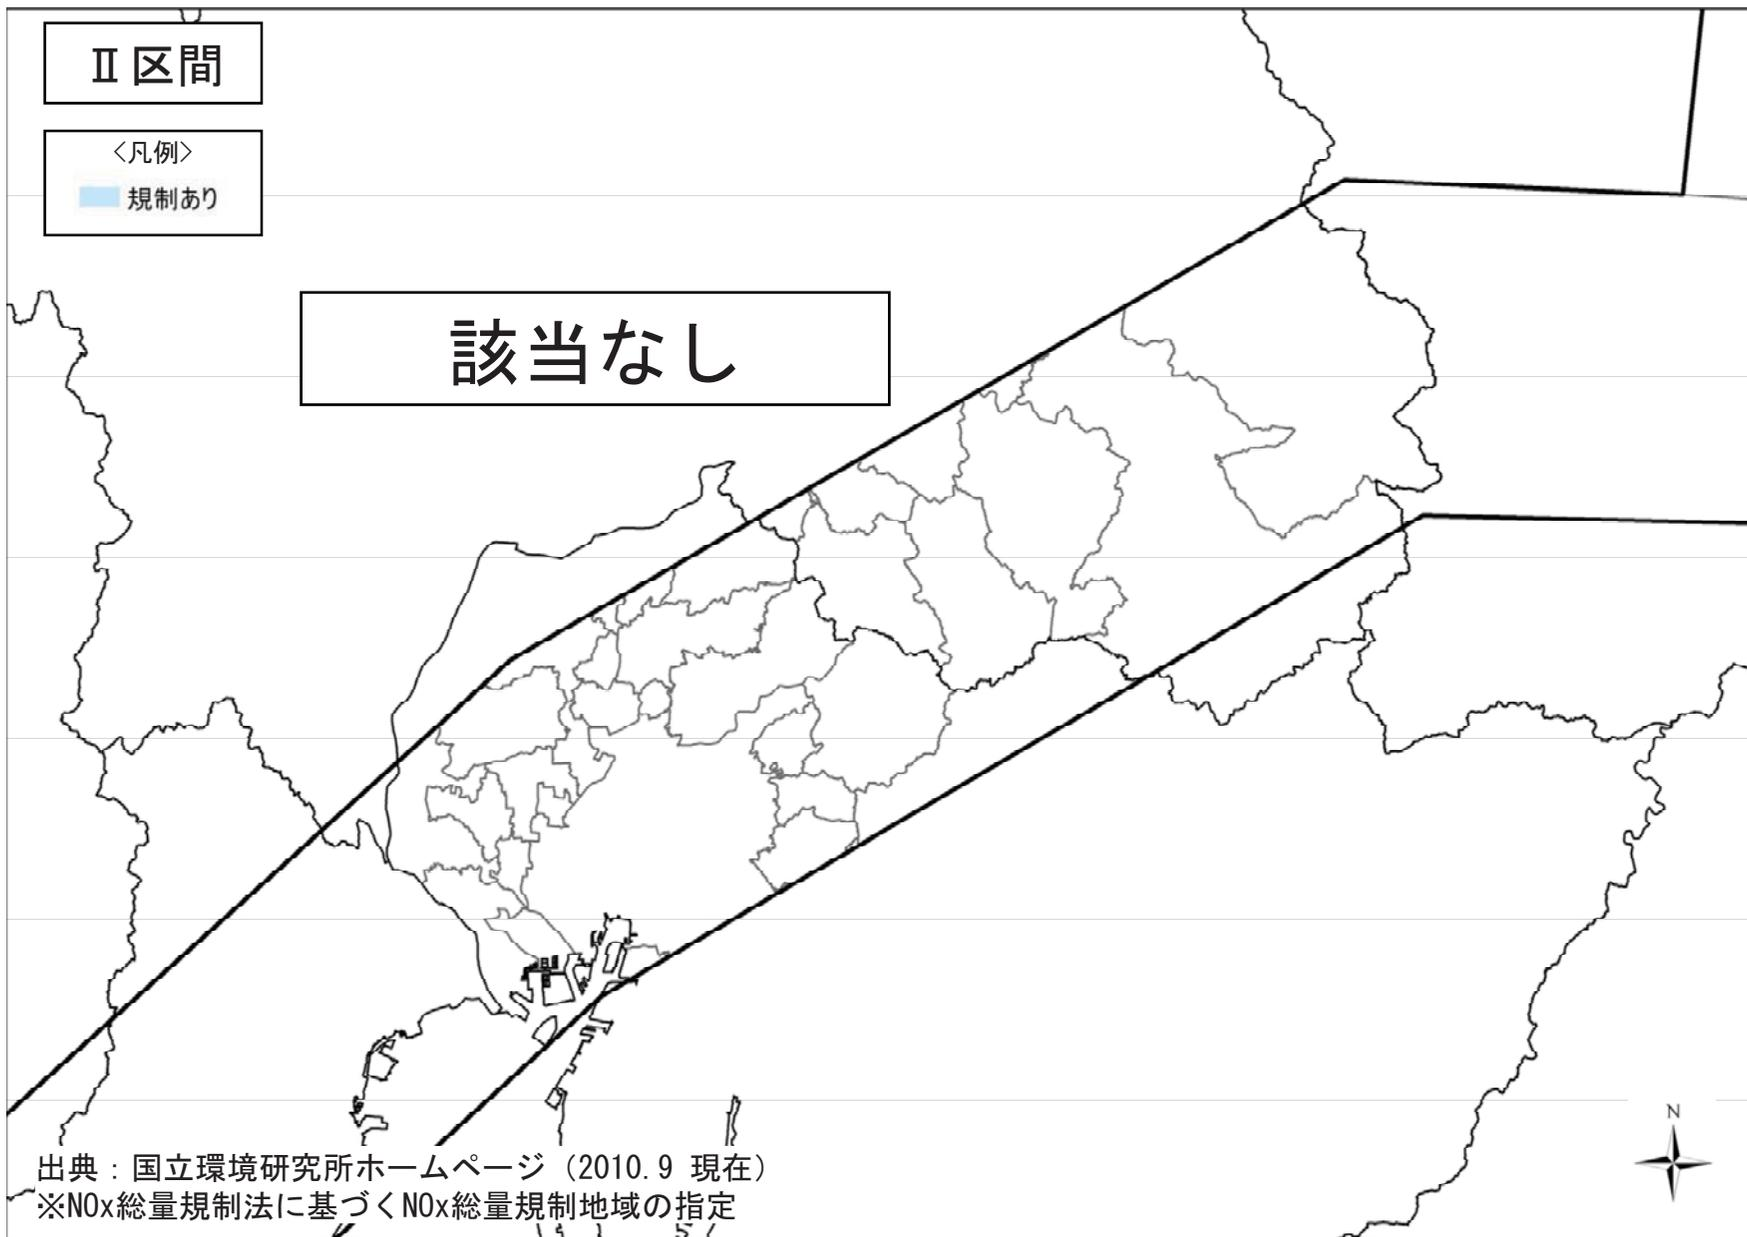 Ⅱ区間
<凡例>
規制あり
該当なし
N
出典：国立環境研究所ホームページ（2010.9 現在）
※NOx総量規制法に基づくNOx総量規制地域の指定